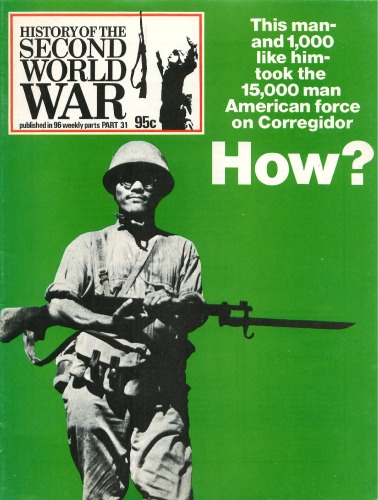 HISTORY OF THE
SECOND
WORLD
WAR
published in 96 weekly parts PART 31 95c
This man-
and 1,000
like him-
took the
15,000 man
American force
on Corregidor
How?